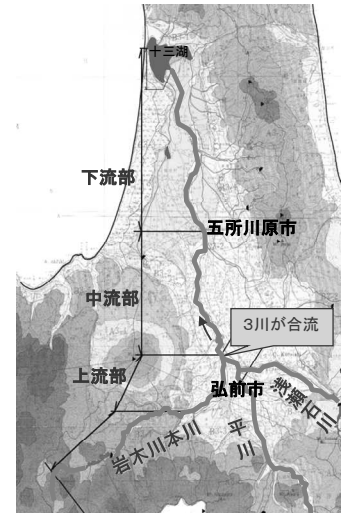 十三湖
下流部
五所川原市
中流部
3川が合流
上流部
弘前市
浅瀬石川
平川
岩木川本川